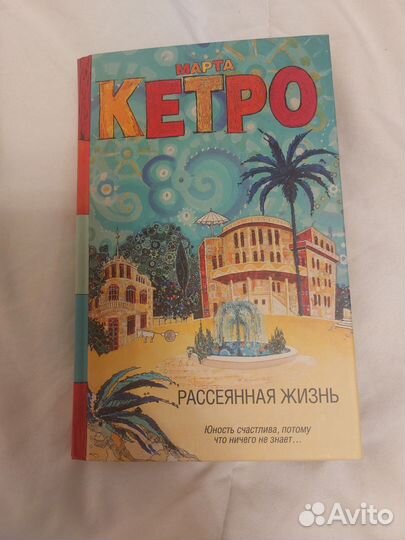 МАРТА
КЕТРО
РАССЕЯННАЯ ЖИЗНЬ
Юность счастлива, потому
что ничего не знает...
Avito